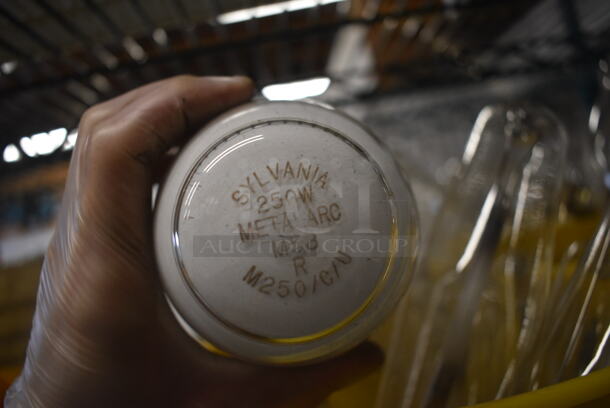 SYLVANIA
250W
METALARC
R
M250/C/U
AUCTION GROUP